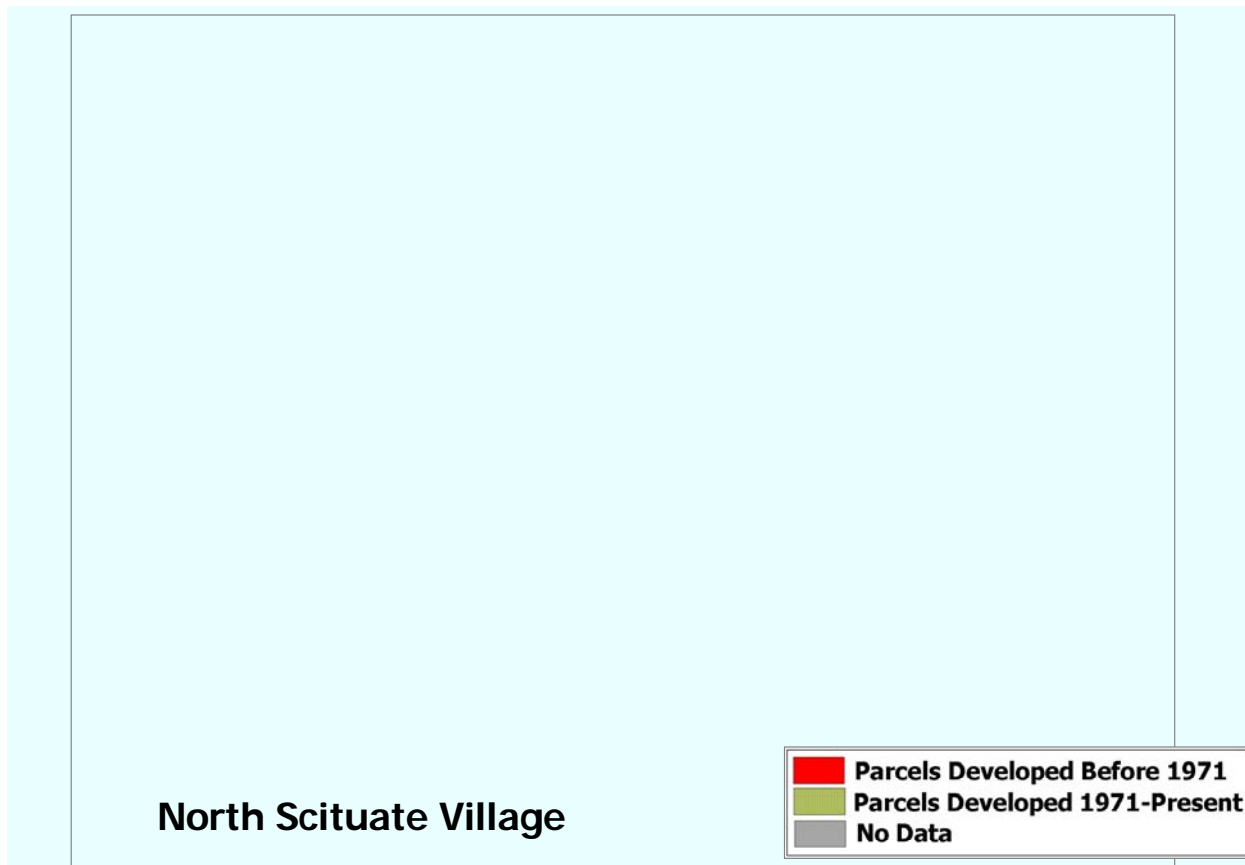 North Scituate Village
Parcels Developed Before 1971
Parcels Developed 1971-Present
No Data